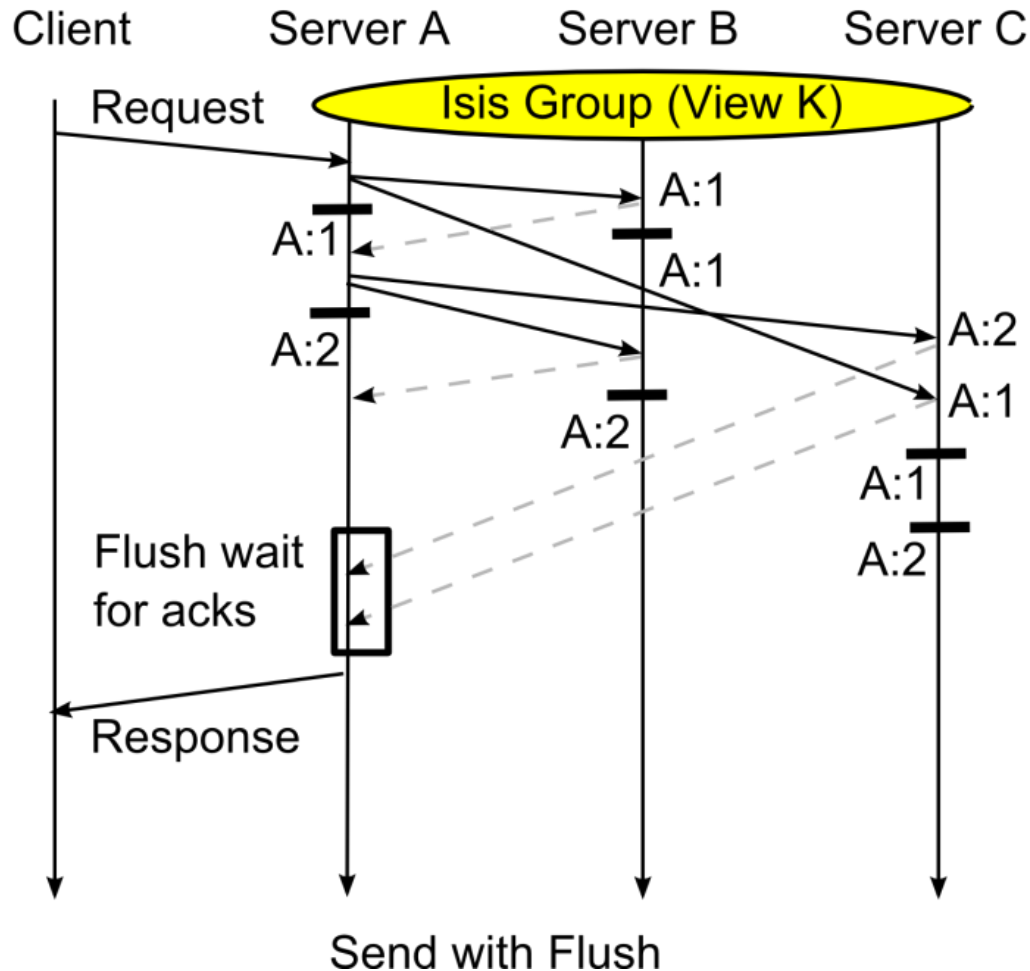 Client Server A Server B Server C
Isis Group (View K)
Request
A:1
A:1
A:1
A:2
A:2
A:1
A:2
A:1
Flush wait
for acks
A:2
Response
Send with Flush